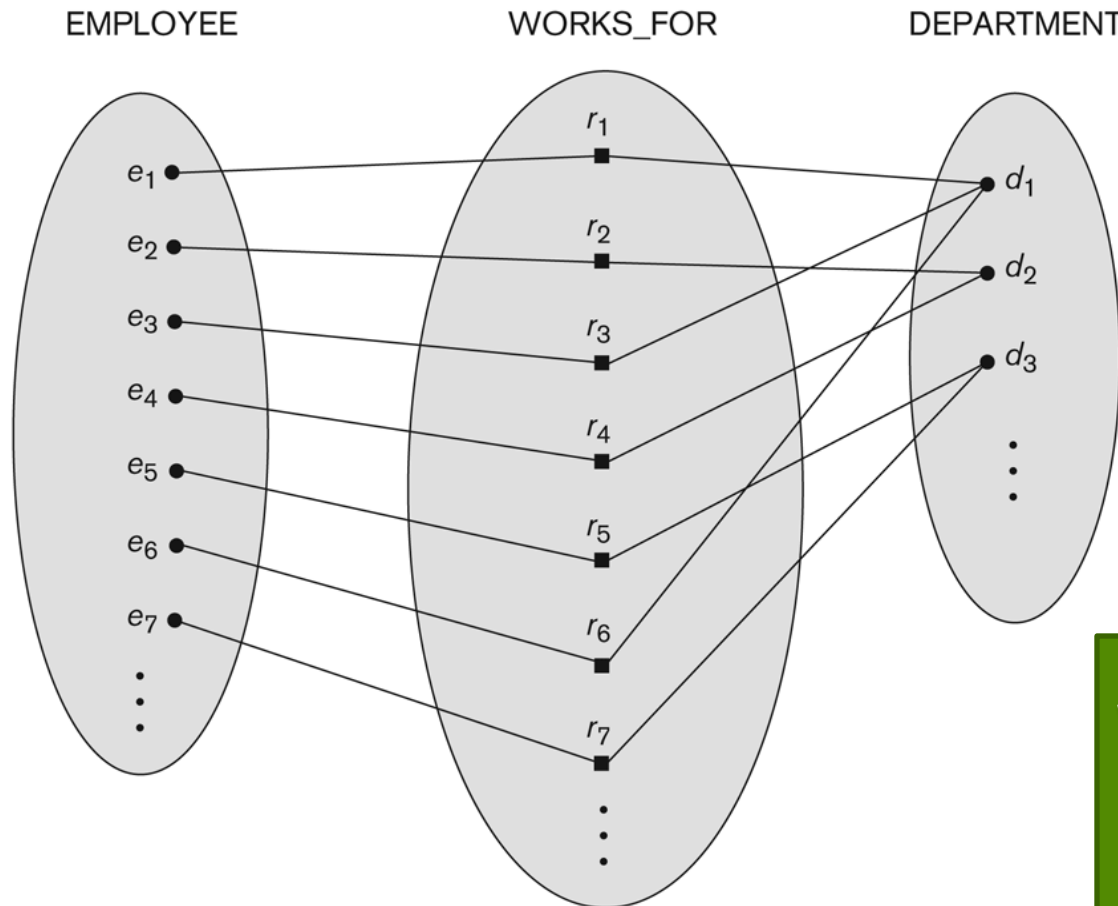 EMPLOYEE WORKS_FOR DEPARTMENT
r₁
e₁ d₁
e₂ r₂ d₂
e₃ r₃ d₃
e₄ r₄
e₅ r₅
e₆ r₆
e₇ r₇